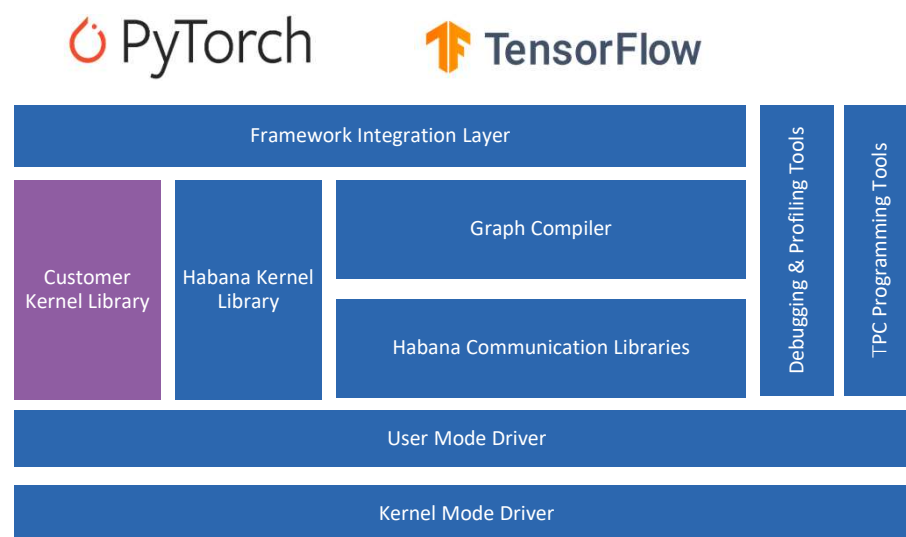 PyTorch
TensorFlow
Framework Integration Layer
Customer
Kernel Library
Habana Kernel
Library
Graph Compiler
Habana Communication Libraries
Debugging & Profiling Tools
TPC Programming Tools
User Mode Driver
Kernel Mode Driver